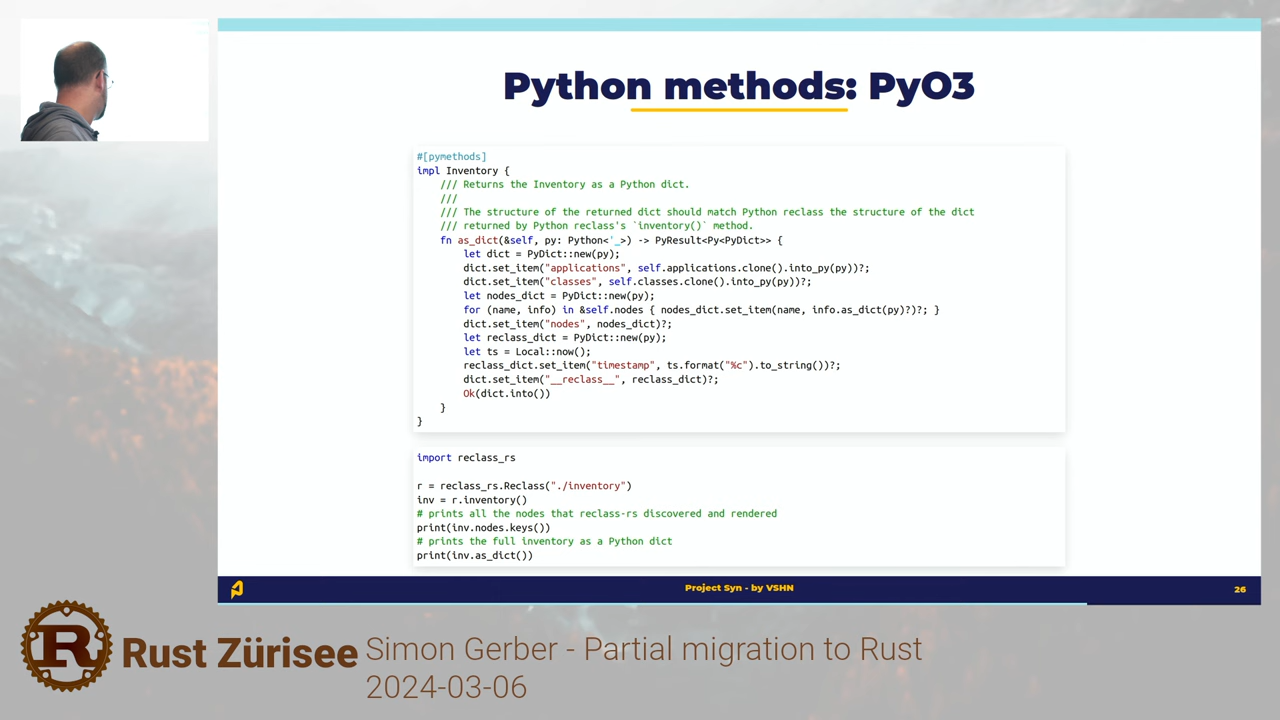 Python methods: PyO3
#[pymethods]
impl Inventory {
/// Returns the Inventory as a Python dict.
///
/// The structure of the returned dict should match Python reclass the structure of the dict
/// returned by Python reclass's `inventory()` method.
fn as_dict(&self, py: Python<'_>) -> PyResult<Py<PyDict>> {
let dict = PyDict::new(py);
dict.set_item("applications", self.applications.clone().into_py(py))?;
dict.set_item("classes", self.classes.clone().into_py(py))?;
let nodes_dict = PyDict::new(py);
for (name, info) in &self.nodes { nodes_dict.set_item(name, info.as_dict(py)?)?; }
dict.set_item("nodes", nodes_dict)?;
let reclass_dict = PyDict::new(py);
let ts = Local::now();
reclass_dict.set_item("timestamp", ts.format("%c").to_string())?;
dict.set_item("__reclass__", reclass_dict)?;
Ok(dict.into())
}
}
import reclass_rs
r = reclass_rs.Reclass("./inventory")
inv = r.inventory()
# prints all the nodes that reclass-rs discovered and rendered
print(inv.nodes.keys())
# prints the full inventory as a Python dict
print(inv.as_dict())
Project Syn - by VSHN
26
R
Rust Zürisee
Simon Gerber - Partial migration to Rust
2024-03-06